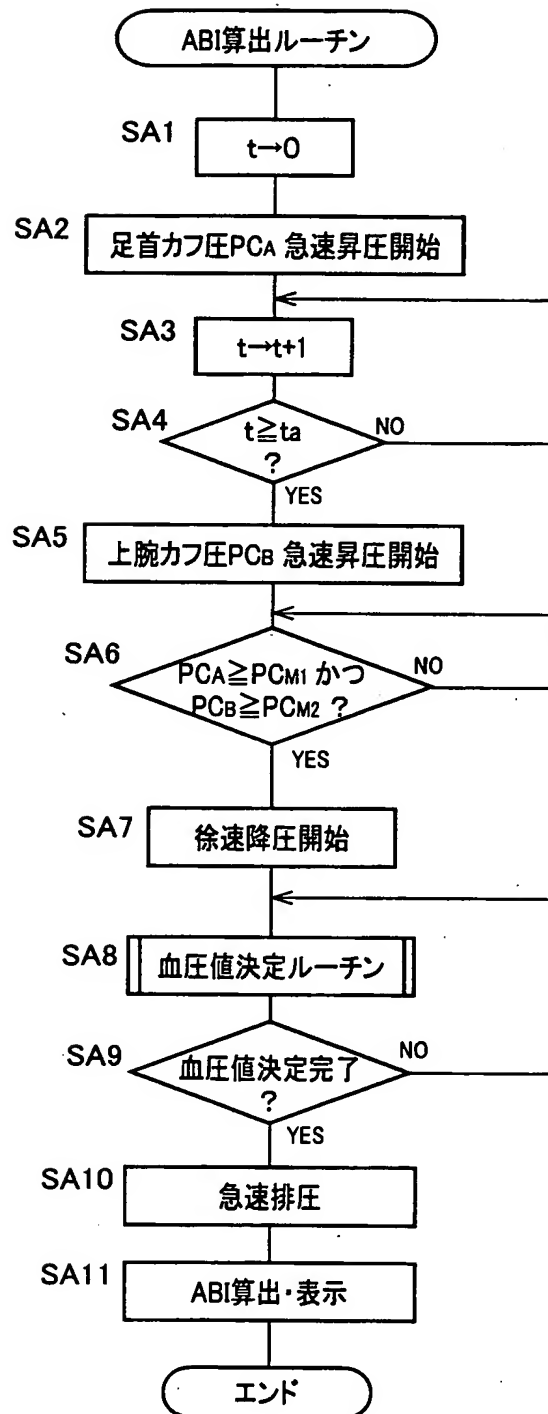 ABI算出ルーチン
SA1
t→0
SA2
足首カフ圧PCA 急速昇圧開始
SA3
t→t+1
SA4
t≧ta
?
NO
YES
SA5
上腕カフ圧PCB 急速昇圧開始
SA6
PCA≧PCM1 かつ
PCB≧PCM2 ?
NO
YES
SA7
徐速降圧開始
SA8
血圧値決定ルーチン
SA9
血圧値決定完了
?
NO
YES
SA10
急速排圧
SA11
ABI算出・表示
エンド